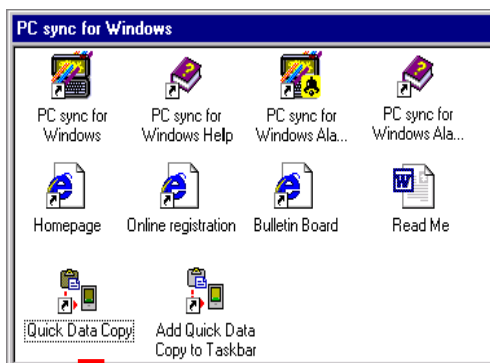 PC sync for Windows
PC sync for
Windows
PC sync for
Windows Help
PC sync for
Windows Ala...
PC sync for
Windows Ala...
Homepage
Online registration
Bulletin Board
Read Me
Quick Data Copy
Add Quick Data
Copy to Taskbar